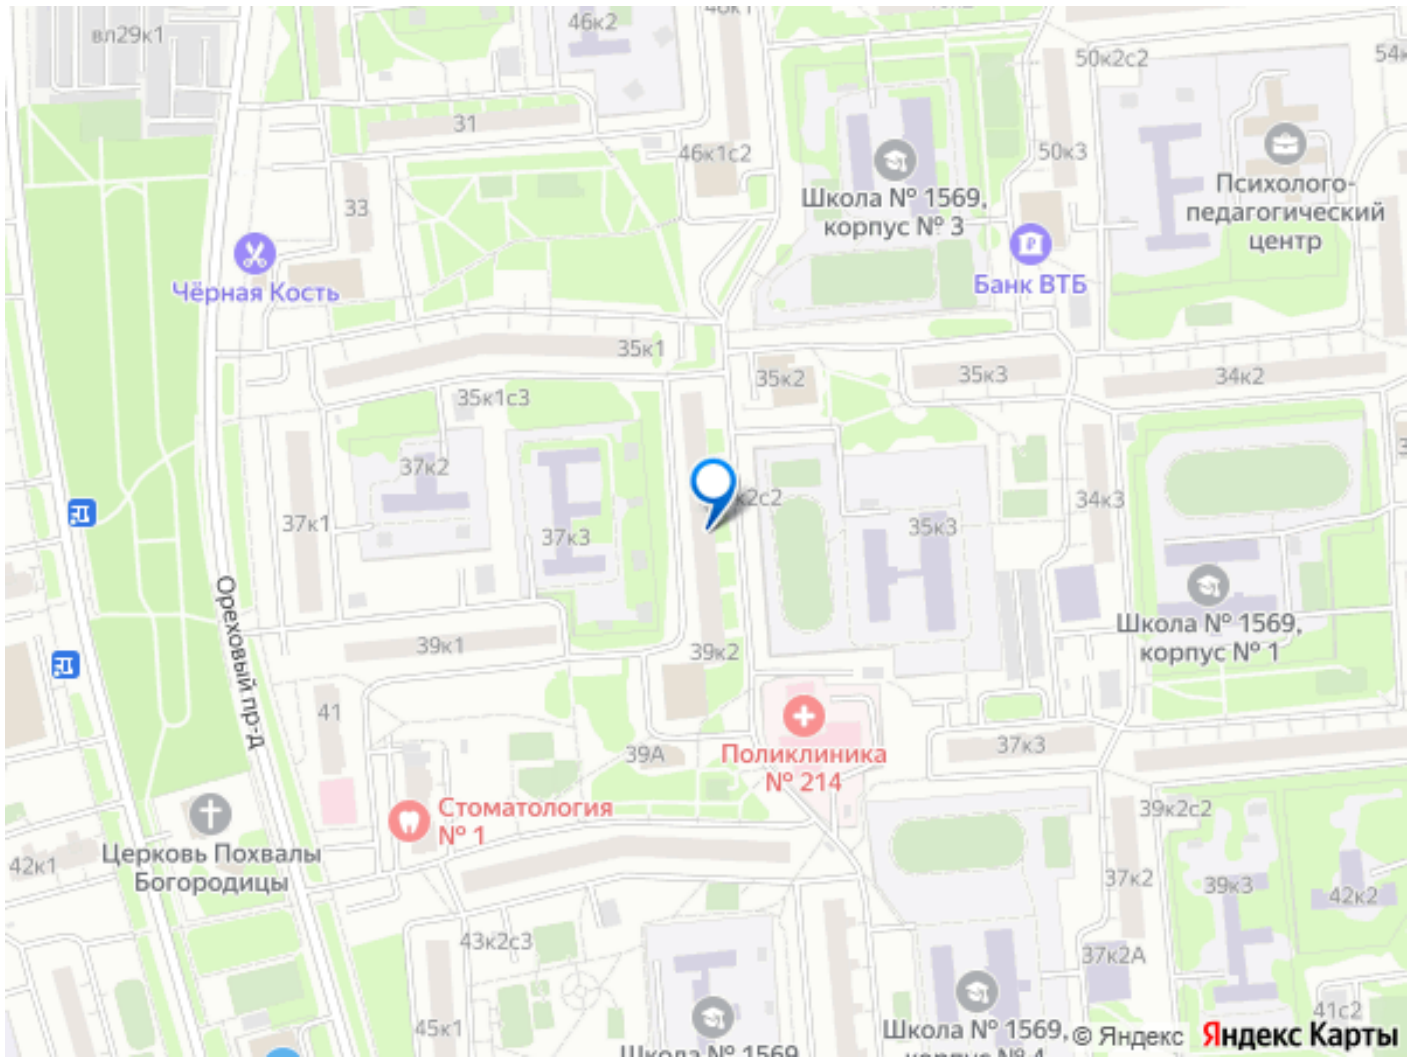 вл29к1
46к2
50к2с2
31
46к1с2
50к3
33
Школа № 1569,
корпус № 3
Психолого-
педагогический
центр
Чёрная Кость
Банк ВТБ
35к1
35к2
35к3
34к2
35к1с3
37к2
37к1
37к3
35к3
34к3
Ореховый пр-д
39к1
39к2
Школа № 1569,
корпус № 1
41
39А
Поликлиника
№ 214
37к3
Стоматология
№ 1
39к2с2
Церковь Похвалы
Богородицы
42к1
37к2
39к3
42к2
43к2с3
37к2А
45к1
41с2
Школа № 1569
Школа № 1569,
© Яндекс
Яндекс Карты